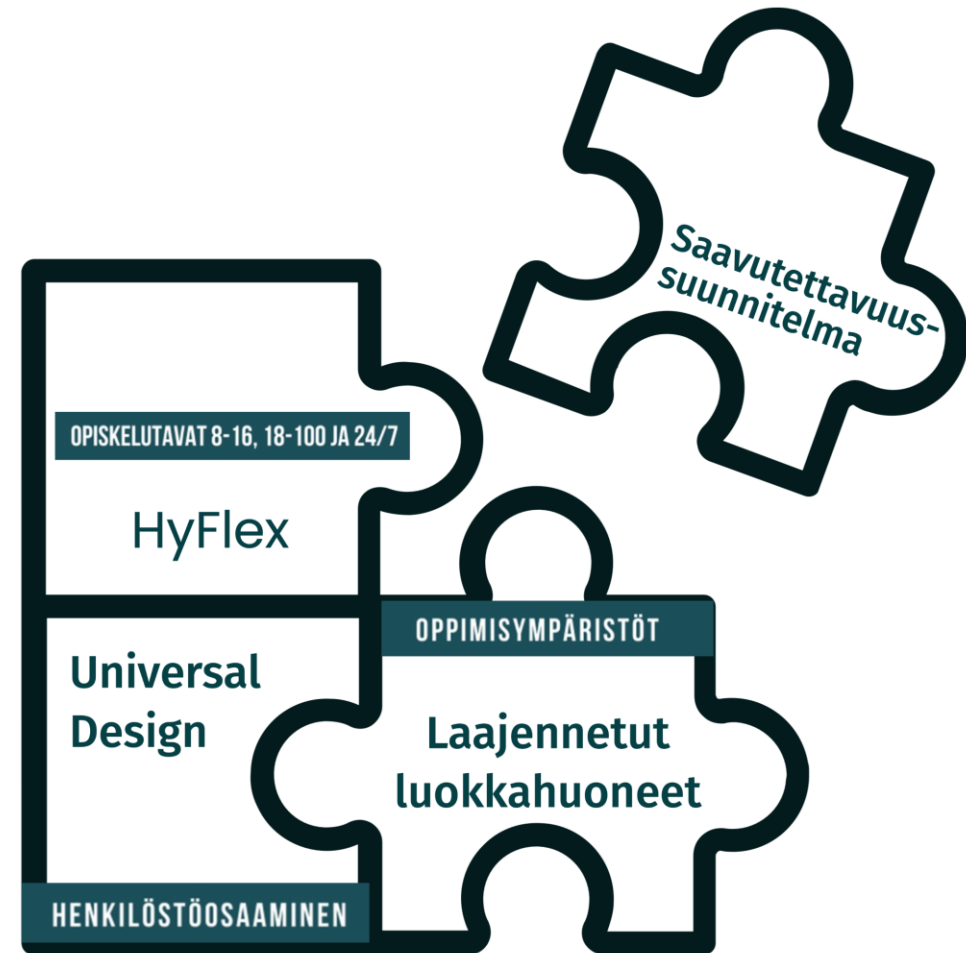 Saavutettavuus-
suunnitelma
OPISKELUTAVAT 8-16, 18-100 JA 24/7
HyFlex
OPPIMISYMPÄRISTÖT
Universal
Design
Laajennetut
luokkahuoneet
HENKILÖSTÖOSAAMINEN